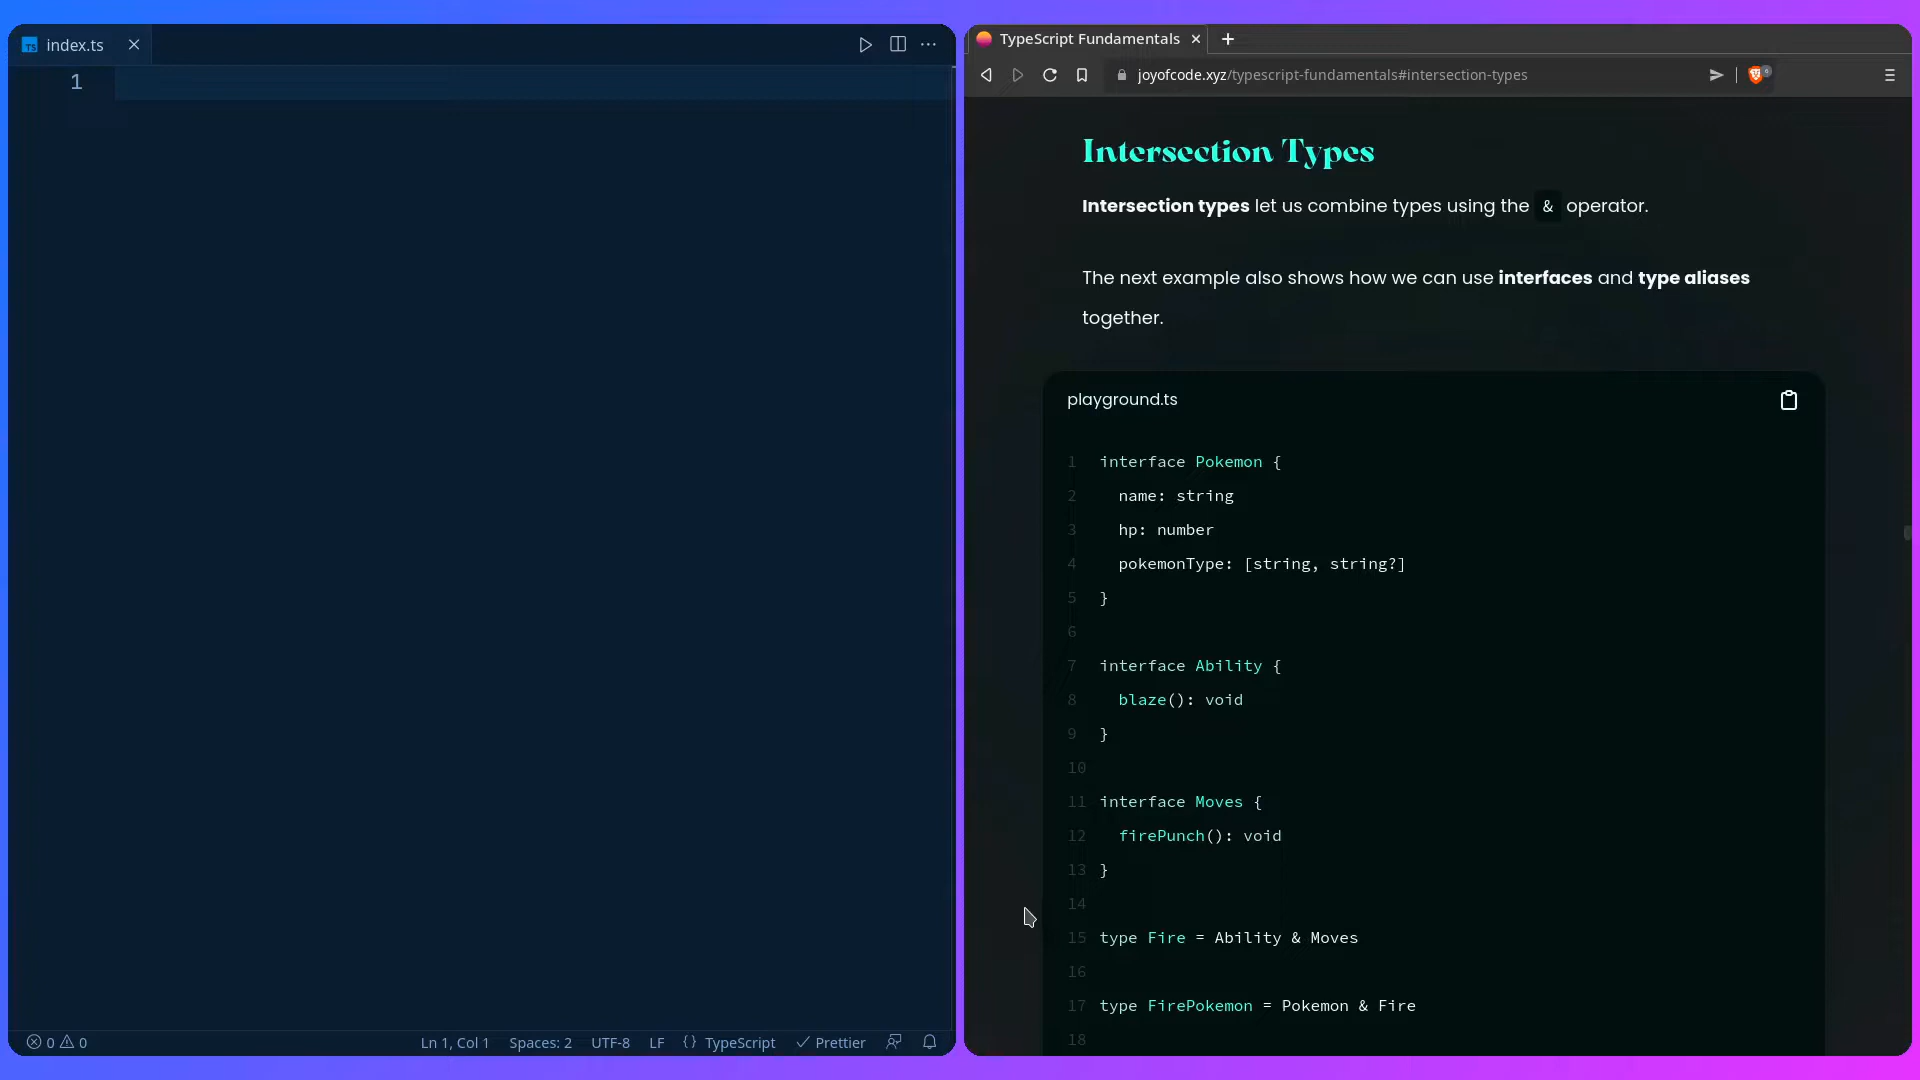 index.ts
1
0 0
Ln 1, Col 1
Spaces: 2
UTF-8
LF
{ } TypeScript
Prettier
TypeScript Fundamentals
joyofcode.xyz/typescript-fundamentals#intersection-types
Intersection Types
Intersection types let us combine types using the & operator.
The next example also shows how we can use interfaces and type aliases
together.
playground.ts
1 interface Pokemon {
2   name: string
3   hp: number
4   pokemonType: [string, string?]
5 }
6
7 interface Ability {
8   blaze(): void
9 }
10
11 interface Moves {
12   firePunch(): void
13 }
14
15 type Fire = Ability & Moves
16
17 type FirePokemon = Pokemon & Fire
18